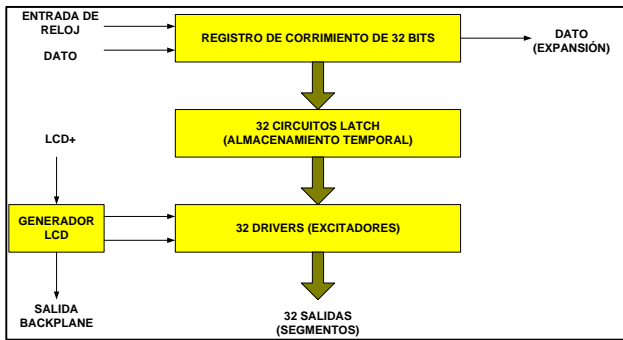 ENTRADA DE
RELOJ
DATO
REGISTRO DE CORRIMIENTO DE 32 BITS
DATO
(EXPANSIÓN)
32 CIRCUITOS LATCH
(ALMACENAMIENTO TEMPORAL)
LCD+
GENERADOR
LCD
32 DRIVERS (EXCITADORES)
SALIDA
BACKPLANE
32 SALIDAS
(SEGMENTOS)